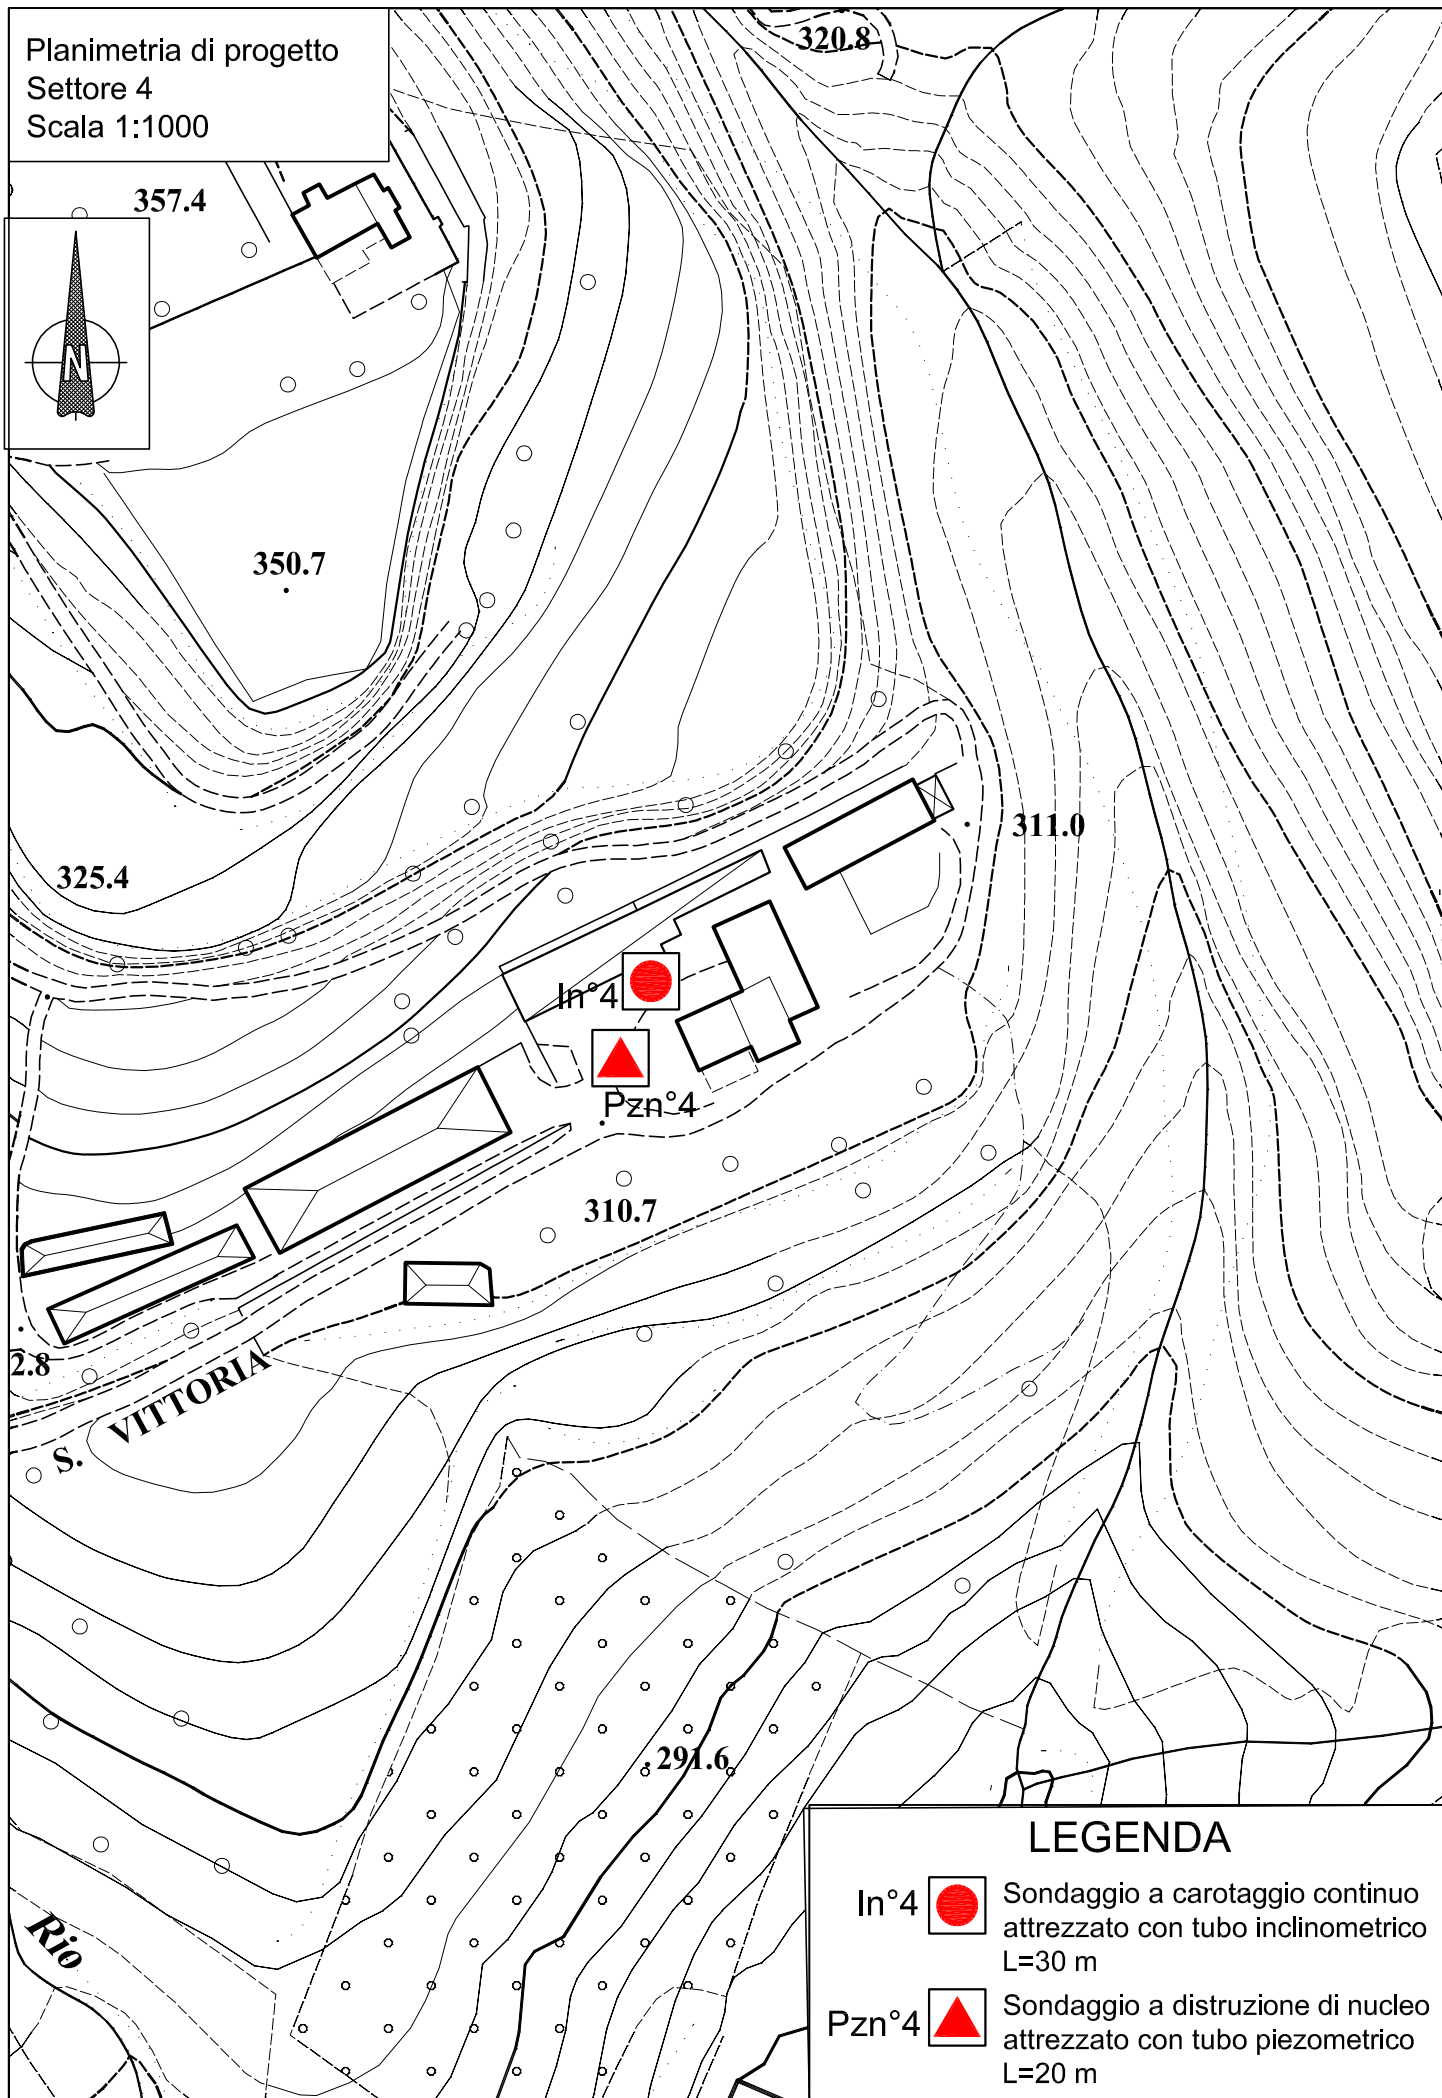 Planimetria di progetto
Settore 4
Scala 1:1000
320.8
357.4
N
350.7
311.0
325.4
In°4
Pzn°4
310.7
2.8
S. VITTORIA
291.6
Rio
LEGENDA
In°4
Sondaggio a carotaggio continuo
attrezzato con tubo inclinometrico
L=30 m
Pzn°4
Sondaggio a distruzione di nucleo
attrezzato con tubo piezometrico
L=20 m